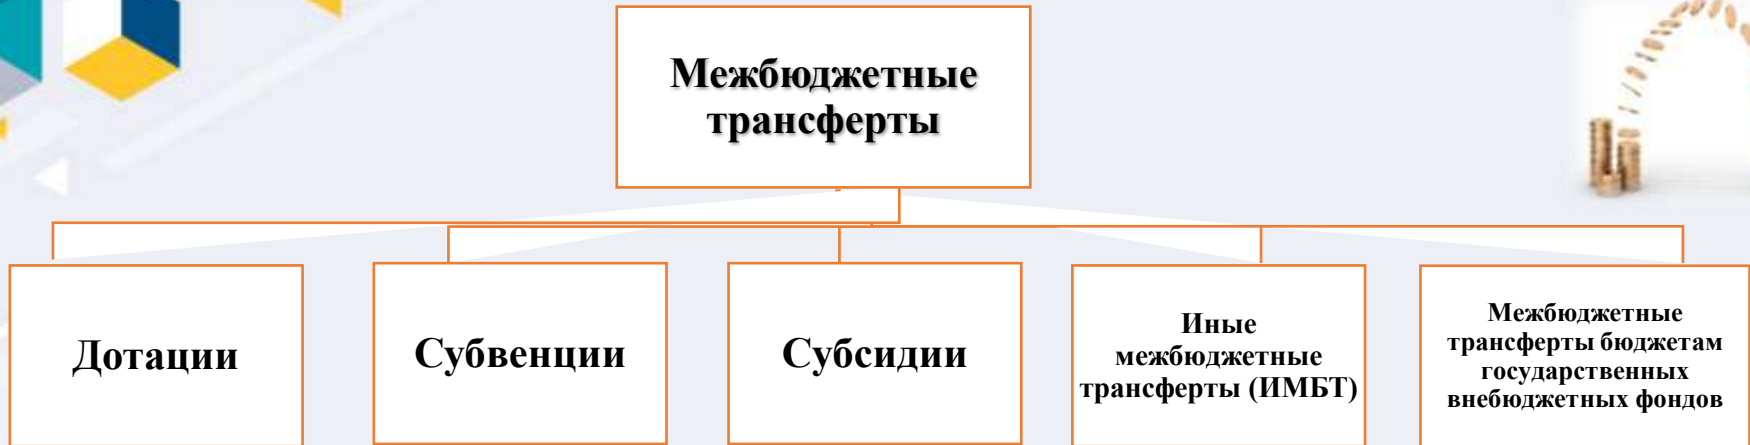 Межбюджетные
трансферты
Дотации
Субвенции
Субсидии
Иные
межбюджетные
трансферты (ИМБТ)
Межбюджетные
трансферты бюджетам
государственных
внебюджетных фондов